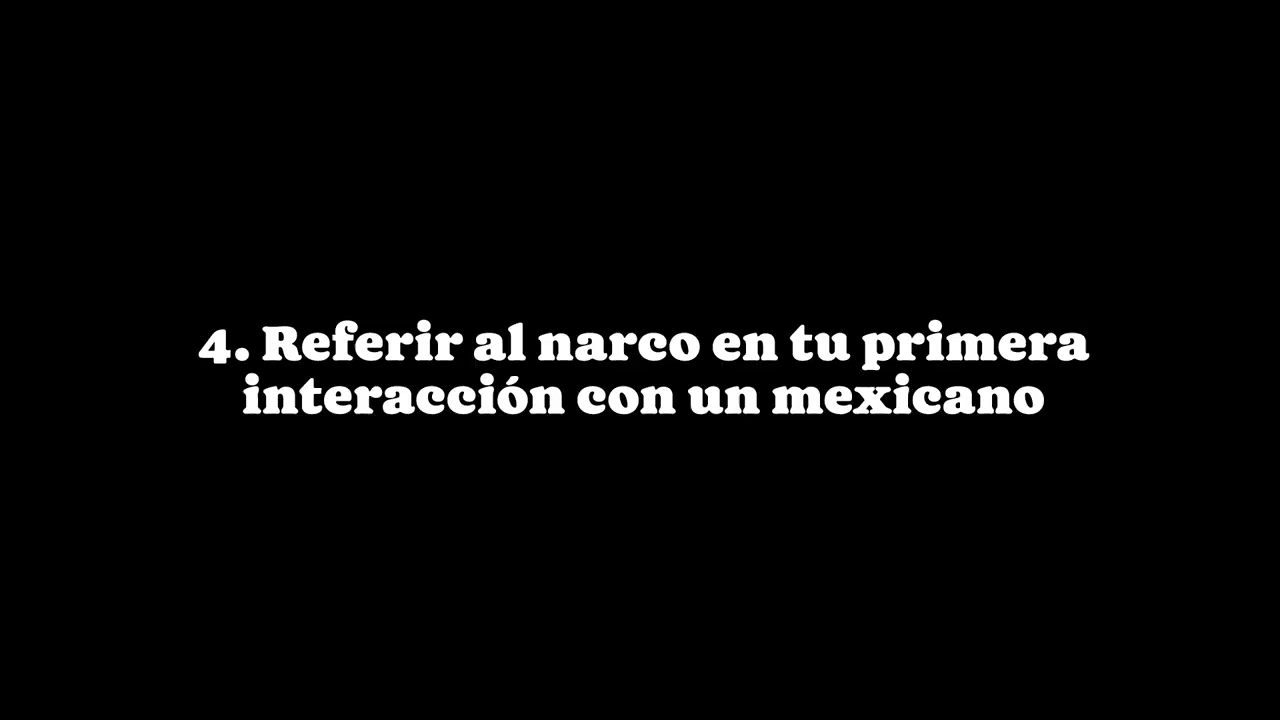 4. Referir al narco en tu primera
interacción con un mexicano